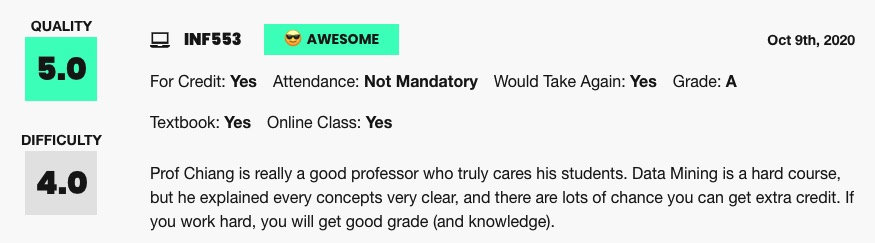 QUALITY
5.0
DIFFICULTY
4.0
INF553 😎 AWESOME Oct 9th, 2020
For Credit: Yes Attendance: Not Mandatory Would Take Again: Yes Grade: A
Textbook: Yes Online Class: Yes
Prof Chiang is really a good professor who truly cares his students. Data Mining is a hard course,
but he explained every concepts very clear, and there are lots of chance you can get extra credit. If
you work hard, you will get good grade (and knowledge).